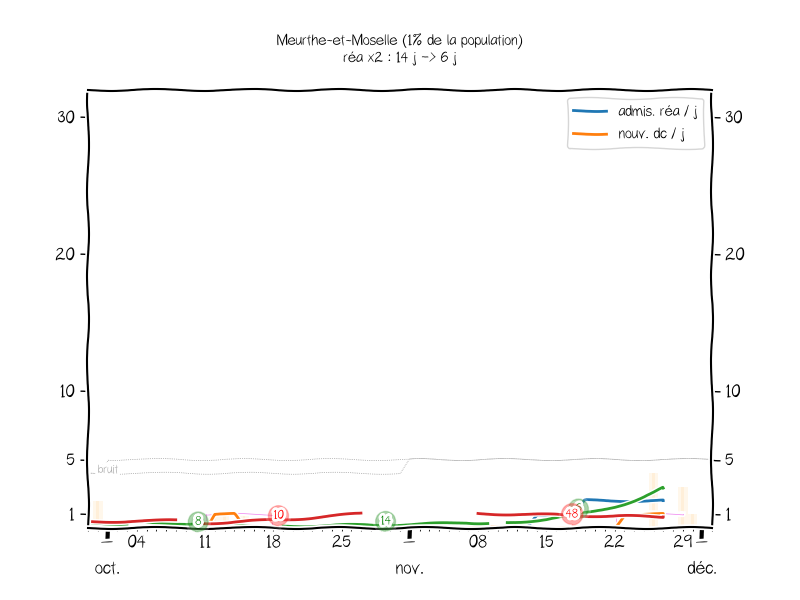 Meurthe-et-Moselle (1% de la population)
réa x2 : 14 j -> 6 j
admis. réa / j
nouv. dc / j
30 30
20 20
10 10
5 5
bruit
1 1
8 10 14 48
04 11 18 25 08 15 22 29
oct. nov. déc.